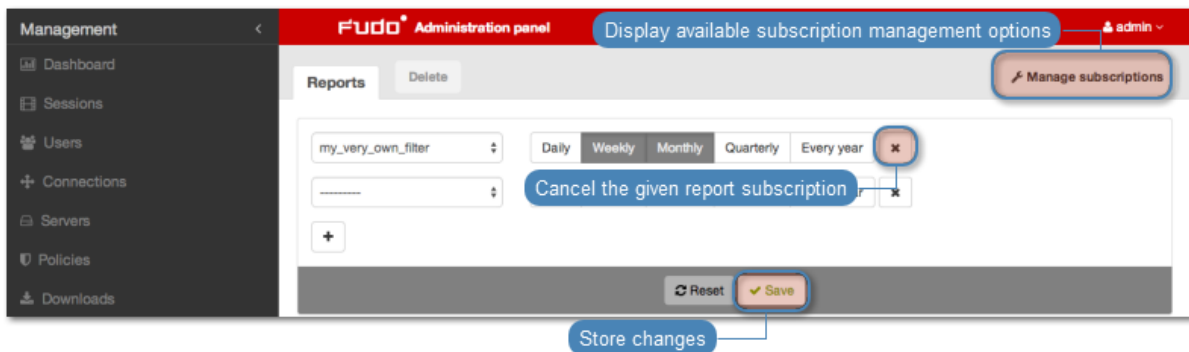 Management
FUDO Administration panel
Display available subscription management options
admin
Dashboard
Reports
Delete
Manage subscriptions
Sessions
Users
my_very_own_filter
Daily
Weekly
Monthly
Quarterly
Every year
Connections
---------
Cancel the given report subscription
Servers
Policies
Reset
Save
Downloads
Store changes